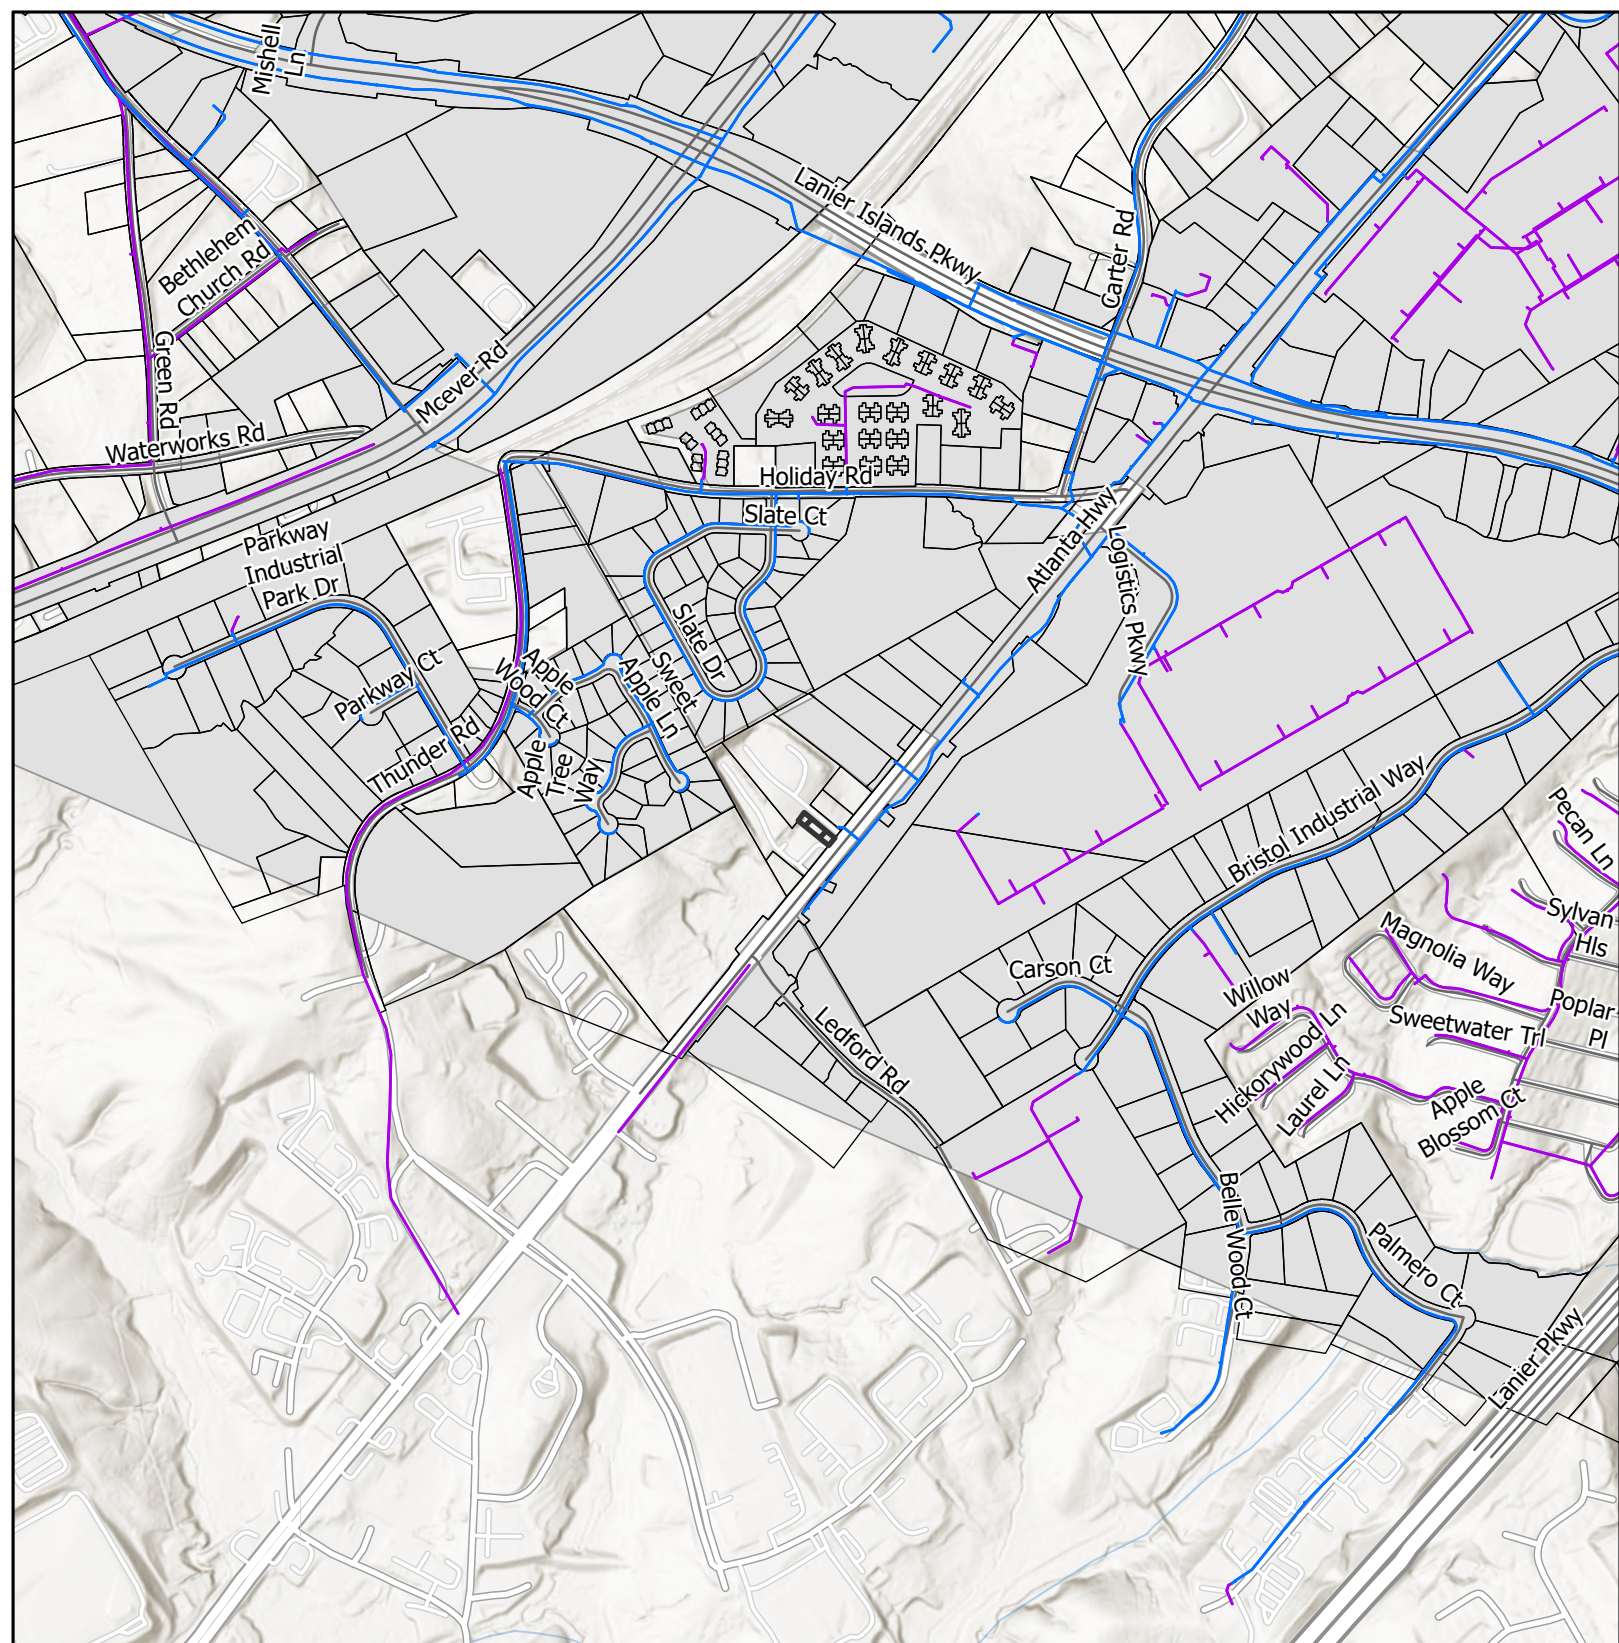 Mishell
Ln
Lanier Islands Pkwy
Carter Rd
Bethlehem
Church Rd
Green Rd
Mcever Rd
Waterworks Rd
Holiday Rd
Slate Ct
Atlanta Hwy
Logistics Pkwy
Parkway
Industrial
Park Dr
Slate Dr
Parkway Ct
Apple
Wood Ct
Sweet
Apple Ln
Thunder Rd
Apple
Tree
Way
Bristol Industrial Way
Pecan Ln
Sylvan
Hls
Magnolia Way
Carson Ct
Willow
Way
Poplar
Pl
Sweetwater Trl
Ledford Rd
Hickorywood Ln
Laurel Ln
Apple
Blossom Ct
Belle Wood Ct
Palmero Ct
Lanier Pkwy